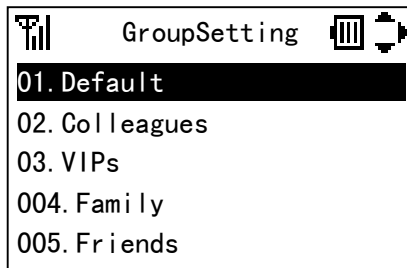 GroupSetting
01.Default
02.Colleagues
03.VIPs
004.Family
005.Friends